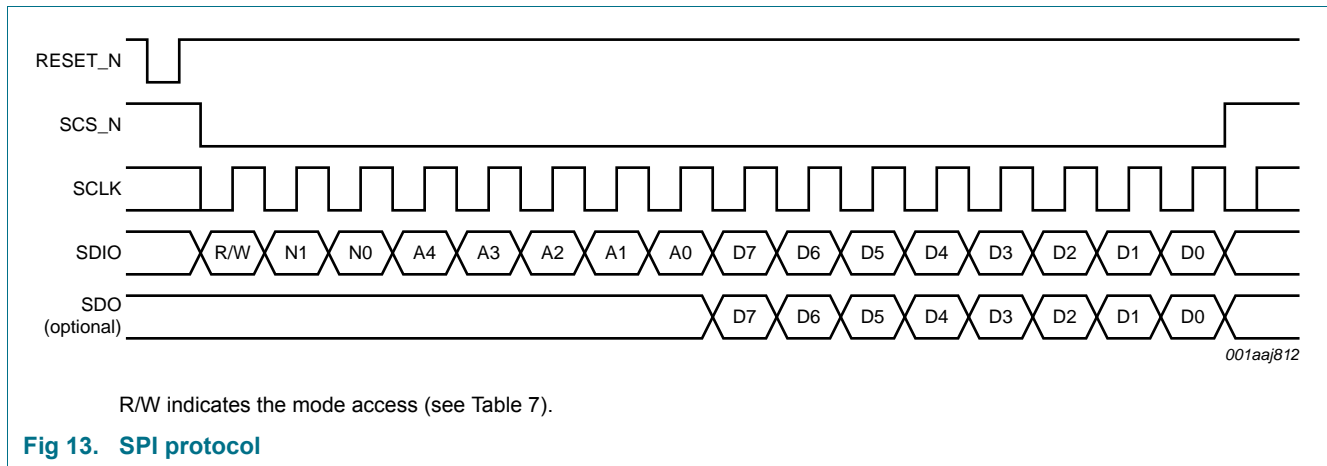 RESET_N
SCS_N
SCLK
SDIO R/W N1 N0 A4 A3 A2 A1 A0 D7 D6 D5 D4 D3 D2 D1 D0
SDO
(optional) D7 D6 D5 D4 D3 D2 D1 D0
001aaj812
R/W indicates the mode access (see Table 7).
Fig 13. SPI protocol